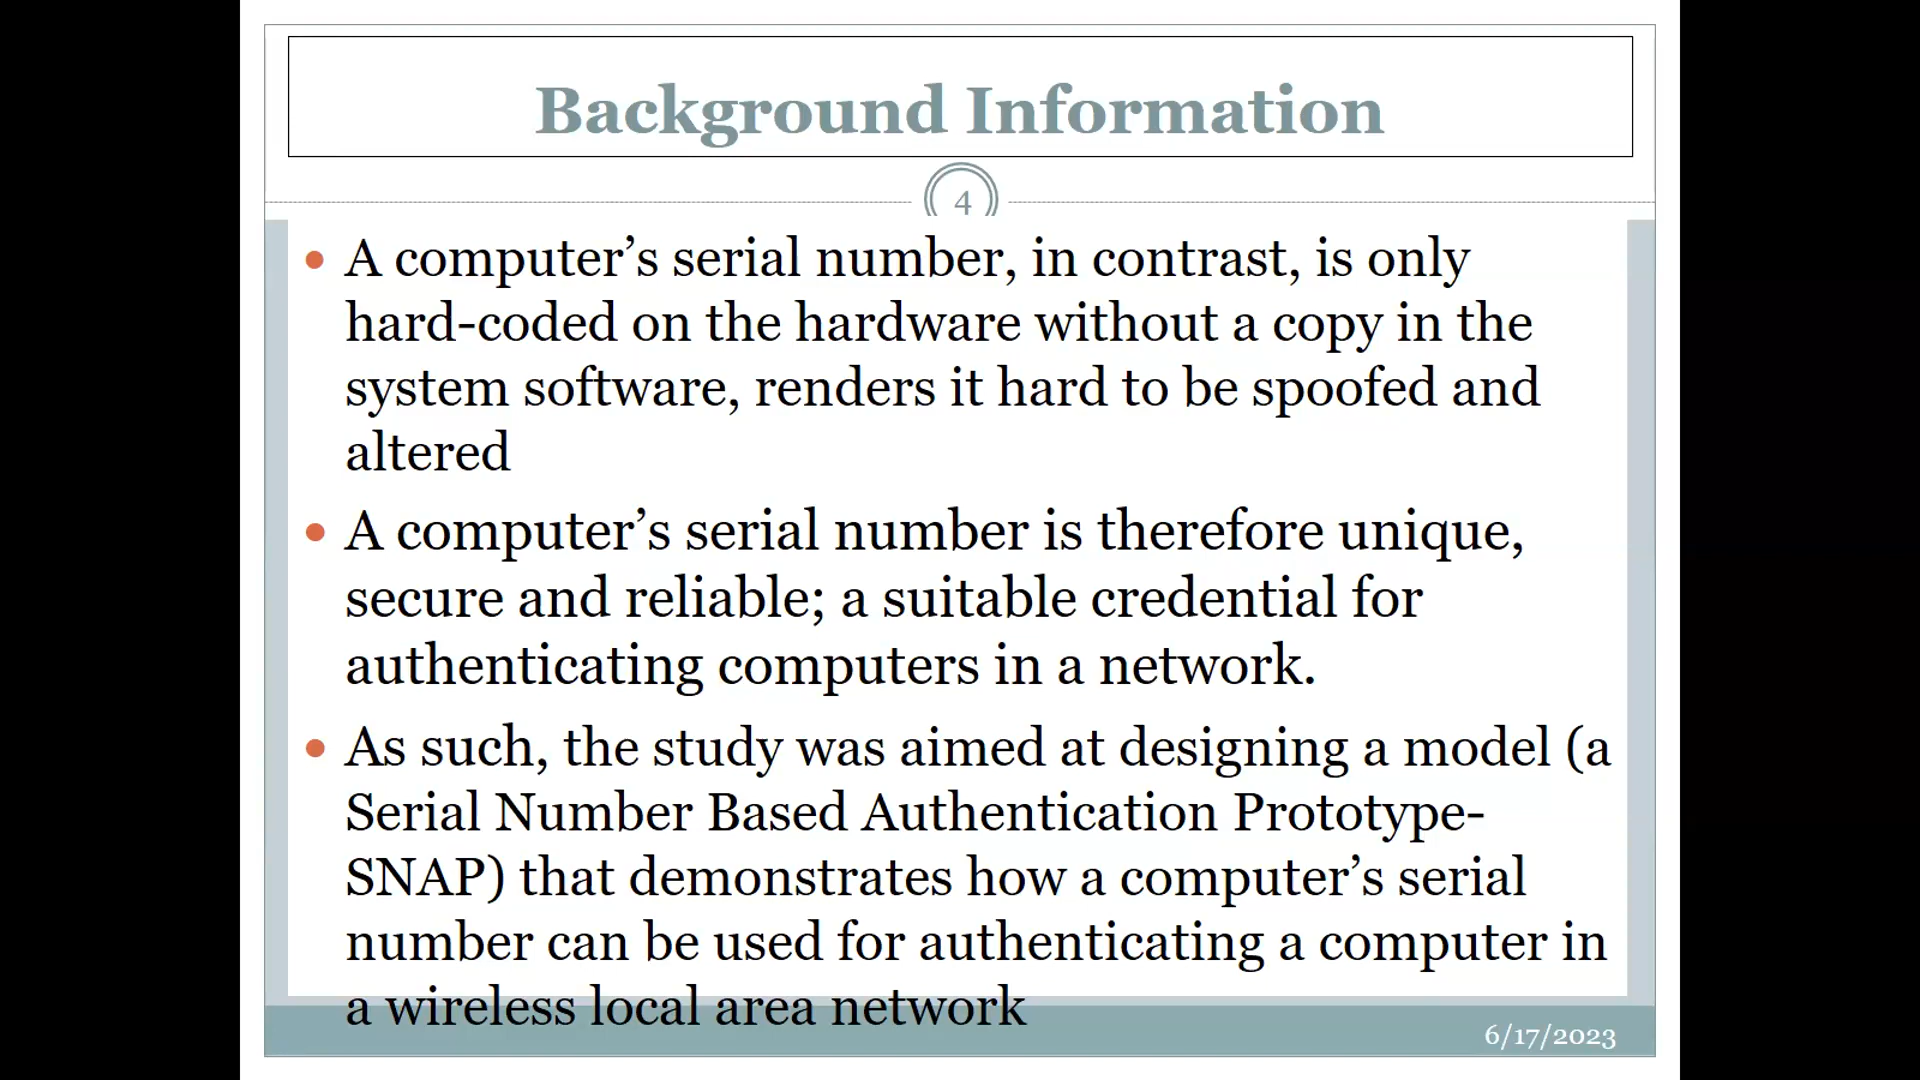 Background Information
4
• A computer’s serial number, in contrast, is only
hard-coded on the hardware without a copy in the
system software, renders it hard to be spoofed and
altered
• A computer’s serial number is therefore unique,
secure and reliable; a suitable credential for
authenticating computers in a network.
• As such, the study was aimed at designing a model (a
Serial Number Based Authentication Prototype-
SNAP) that demonstrates how a computer’s serial
number can be used for authenticating a computer in
a wireless local area network
6/17/2023